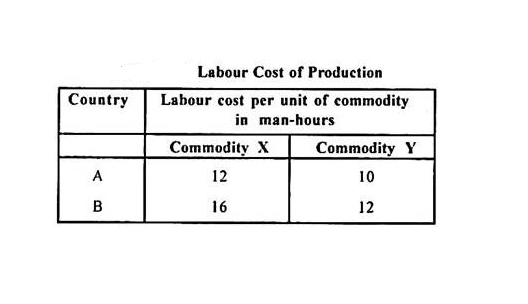 Labour Cost of Production
Country Labour cost per unit of commodity
in man-hours
Commodity X Commodity Y
A 12 10
B 16 12